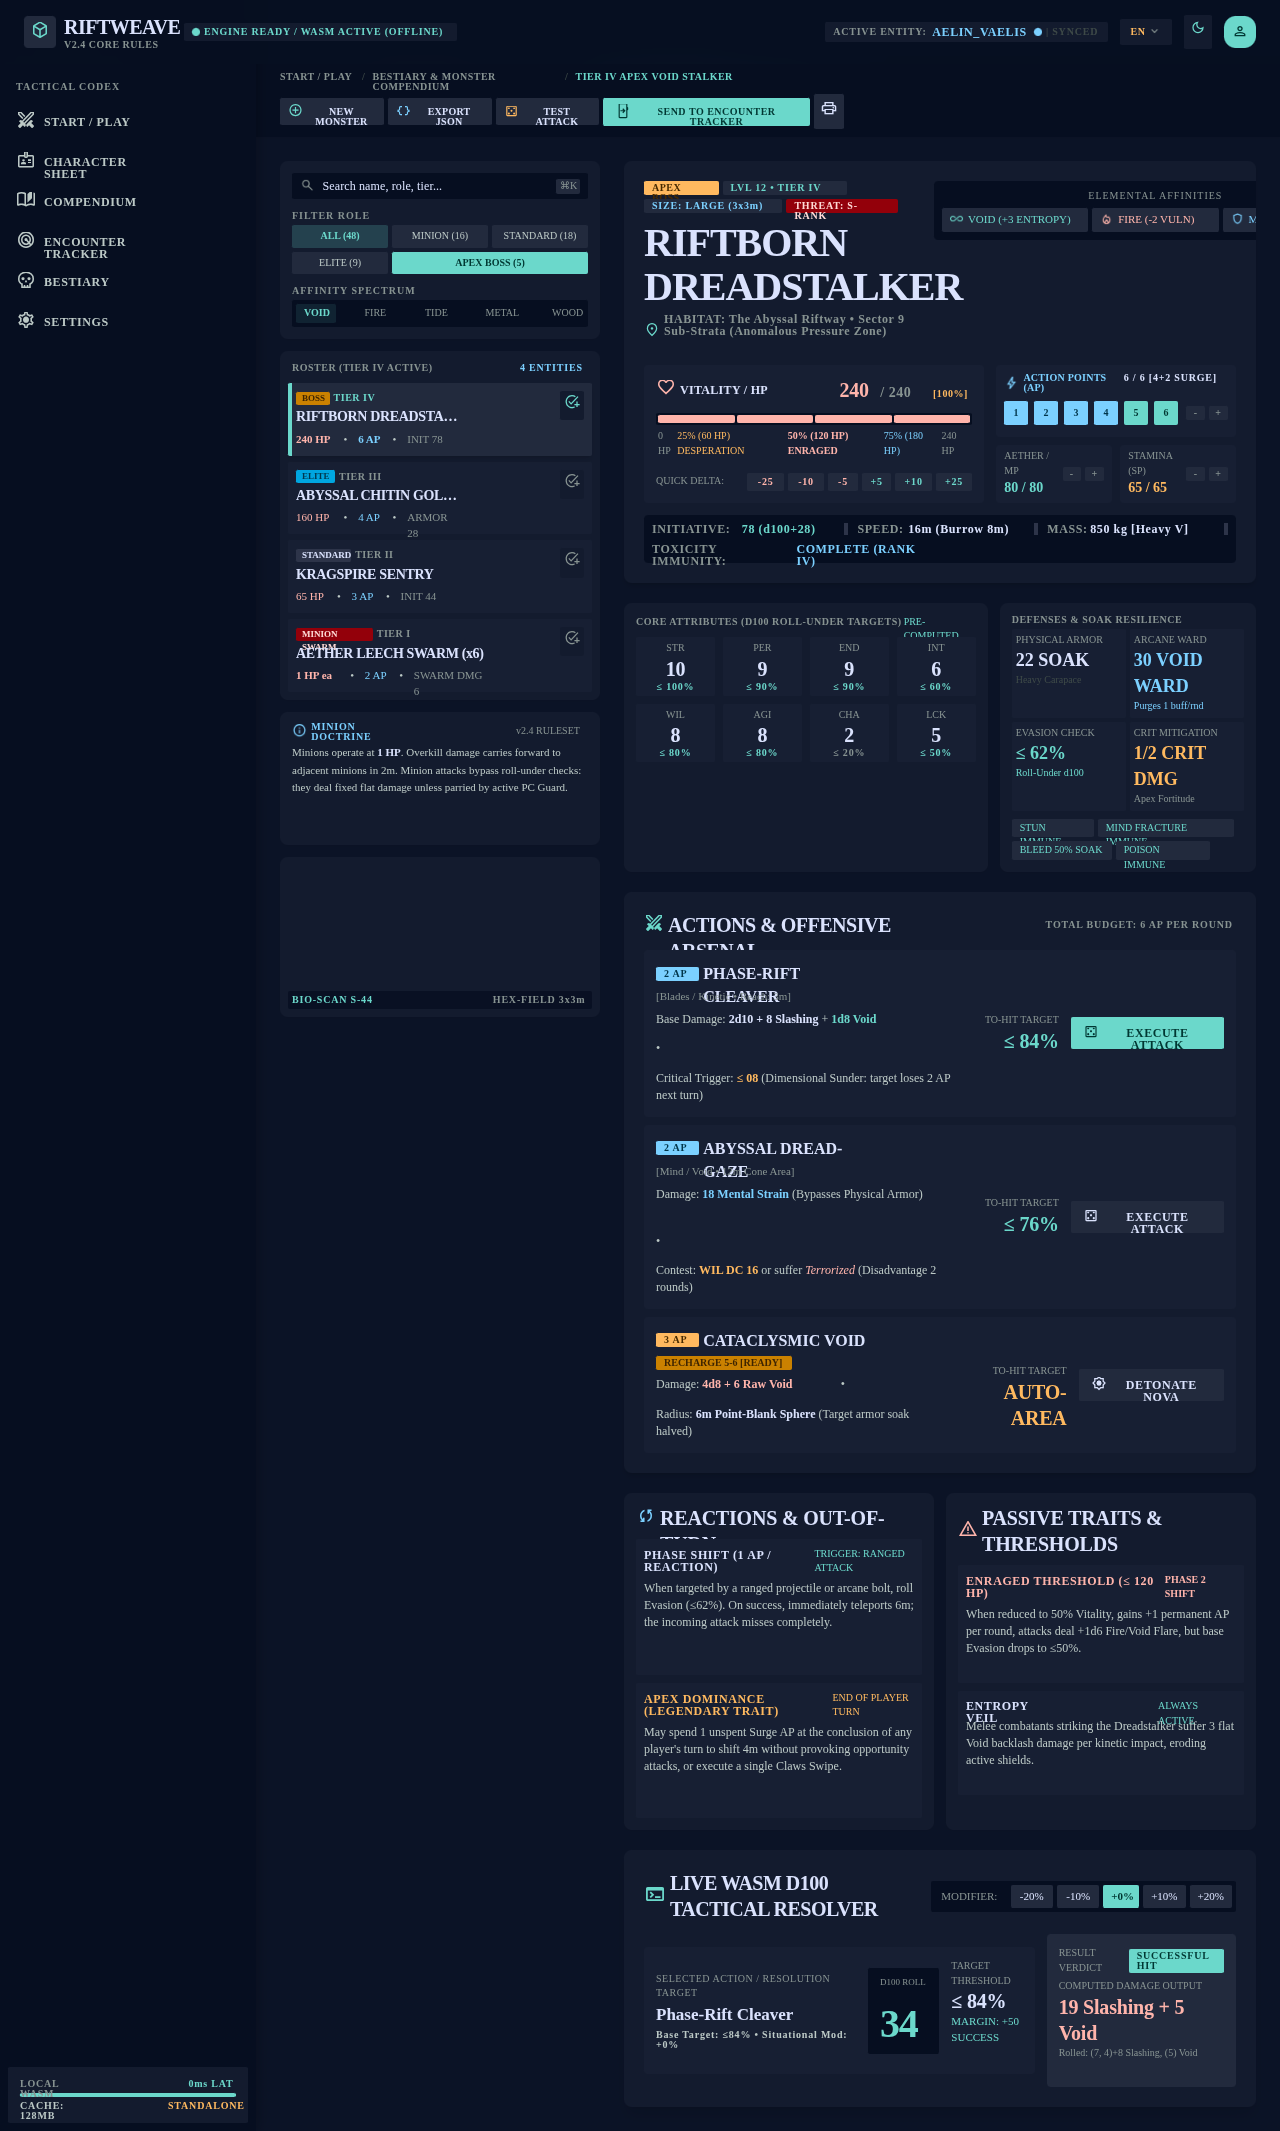 RIFTWEAVE
V2.4 CORE RULES
ENGINE READY / WASM ACTIVE (OFFLINE)
ACTIVE ENTITY: AELIN_VAELIS | SYNCED
EN
TACTICAL CODEX
START / PLAY
CHARACTER
SHEET
COMPENDIUM
ENCOUNTER
TRACKER
BESTIARY
SETTINGS
LOCAL
WASM
0ms LAT
CACHE:
128MB
STANDALONE
START / PLAY / BESTIARY & MONSTER
COMPENDIUM
/ TIER IV APEX VOID STALKER
NEW
MONSTER
EXPORT
JSON
TEST
ATTACK
SEND TO ENCOUNTER
TRACKER
Search name, role, tier...
⌘K
FILTER ROLE
ALL (48)
MINION (16)
STANDARD (18)
ELITE (9)
APEX BOSS (5)
AFFINITY SPECTRUM
VOID FIRE TIDE METAL WOOD
ROSTER (TIER IV ACTIVE)
4 ENTITIES
BOSS TIER IV
RIFTBORN DREADSTA…
240 HP • 6 AP • INIT 78
ELITE TIER III
ABYSSAL CHITIN GOL…
160 HP • 4 AP • ARMOR
28
STANDARD TIER II
KRAGSPIRE SENTRY
65 HP • 3 AP • INIT 44
MINION
SWARM
TIER I
AETHER LEECH SWARM (x6)
1 HP ea • 2 AP • SWARM DMG
6
MINION
DOCTRINE
v2.4 RULESET
Minions operate at 1 HP. Overkill damage carries forward to
adjacent minions in 2m. Minion attacks bypass roll-under checks:
they deal fixed flat damage unless parried by active PC Guard.
BIO-SCAN S-44
HEX-FIELD 3x3m
APEX
LVL 12 • TIER IV
SIZE: LARGE (3x3m)
THREAT: S-
RANK
RIFTBORN
DREADSTALKER
HABITAT: The Abyssal Riftway • Sector 9
Sub-Strata (Anomalous Pressure Zone)
ELEMENTAL AFFINITIES
VOID (+3 ENTROPY)
FIRE (-2 VULN)
M
VITALITY / HP
240 / 240 [100%]
0
HP
25% (60 HP)
DESPERATION
50% (120 HP)
ENRAGED
75% (180
HP)
240
HP
QUICK DELTA:
-25 -10 -5 +5 +10 +25
ACTION POINTS
(AP)
6 / 6 [4+2 SURGE]
1 2 3 4 5 6 - +
AETHER /
MP
80 / 80
- +
STAMINA
(SP)
65 / 65
- +
INITIATIVE: 78 (d100+28)
SPEED: 16m (Burrow 8m)
MASS: 850 kg [Heavy V]
TOXICITY
IMMUNITY:
COMPLETE (RANK
IV)
CORE ATTRIBUTES (D100 ROLL-UNDER TARGETS)
PRE-
COMPUTED
STR PER END INT
10 9 9 6
≤ 100% ≤ 90% ≤ 90% ≤ 60%
WIL AGI CHA LCK
8 8 2 5
≤ 80% ≤ 80% ≤ 20% ≤ 50%
DEFENSES & SOAK RESILIENCE
PHYSICAL ARMOR
22 SOAK
Heavy Carapace
ARCANE WARD
30 VOID
WARD
Purges 1 buff/rnd
EVASION CHECK
≤ 62%
Roll-Under d100
CRIT MITIGATION
1/2 CRIT
DMG
Apex Fortitude
STUN
IMMUNE
MIND FRACTURE
IMMUNE
BLEED 50% SOAK
POISON
IMMUNE
ACTIONS & OFFENSIVE
ARSENAL
TOTAL BUDGET: 6 AP PER ROUND
2 AP PHASE-RIFT
CLEAVER
[Blades /
Base Damage: 2d10 + 8 Slashing + 1d8 Void
•
Critical Trigger: ≤ 08 (Dimensional Sunder: target loses 2 AP
next turn)
TO-HIT TARGET
≤ 84%
EXECUTE
ATTACK
2 AP ABYSSAL DREAD-
GAZE
[Mind / Cone Area]
Damage: 18 Mental Strain (Bypasses Physical Armor)
•
Contest: WIL DC 16 or suffer Terrorized (Disadvantage 2
rounds)
TO-HIT TARGET
≤ 76%
EXECUTE
ATTACK
3 AP CATACLYSMIC VOID
RECHARGE 5-6 [READY]
Damage: 4d8 + 6 Raw Void •
Radius: 6m Point-Blank Sphere (Target armor soak
halved)
TO-HIT TARGET
AUTO-
AREA
DETONATE
NOVA
REACTIONS & OUT-OF-
TURN
PHASE SHIFT (1 AP /
REACTION)
TRIGGER: RANGED
ATTACK
When targeted by a ranged projectile or arcane bolt, roll
Evasion (≤62%). On success, immediately teleports 6m;
the incoming attack misses completely.
APEX DOMINANCE
(LEGENDARY TRAIT)
END OF PLAYER
TURN
May spend 1 unspent Surge AP at the conclusion of any
player's turn to shift 4m without provoking opportunity
attacks, or execute a single Claws Swipe.
PASSIVE TRAITS &
THRESHOLDS
ENRAGED THRESHOLD (≤ 120
HP)
PHASE 2
SHIFT
When reduced to 50% Vitality, gains +1 permanent AP
per round, attacks deal +1d6 Fire/Void Flare, but base
Evasion drops to ≤50%.
ENTROPY
VEIL
ALWAYS
ACTIVE
Melee combatants striking the Dreadstalker suffer 3 flat
Void backlash damage per kinetic impact, eroding
active shields.
LIVE WASM D100
TACTICAL RESOLVER
MODIFIER: -20% -10% +0% +10% +20%
SELECTED ACTION / RESOLUTION
TARGET
Phase-Rift Cleaver
Base Target: ≤84% • Situational Mod:
+0%
D100 ROLL
34
TARGET
THRESHOLD
≤ 84%
MARGIN: +50
SUCCESS
RESULT
VERDICT
SUCCESSFUL
HIT
COMPUTED DAMAGE OUTPUT
19 Slashing + 5
Void
Rolled: (7, 4)+8 Slashing, (5) Void